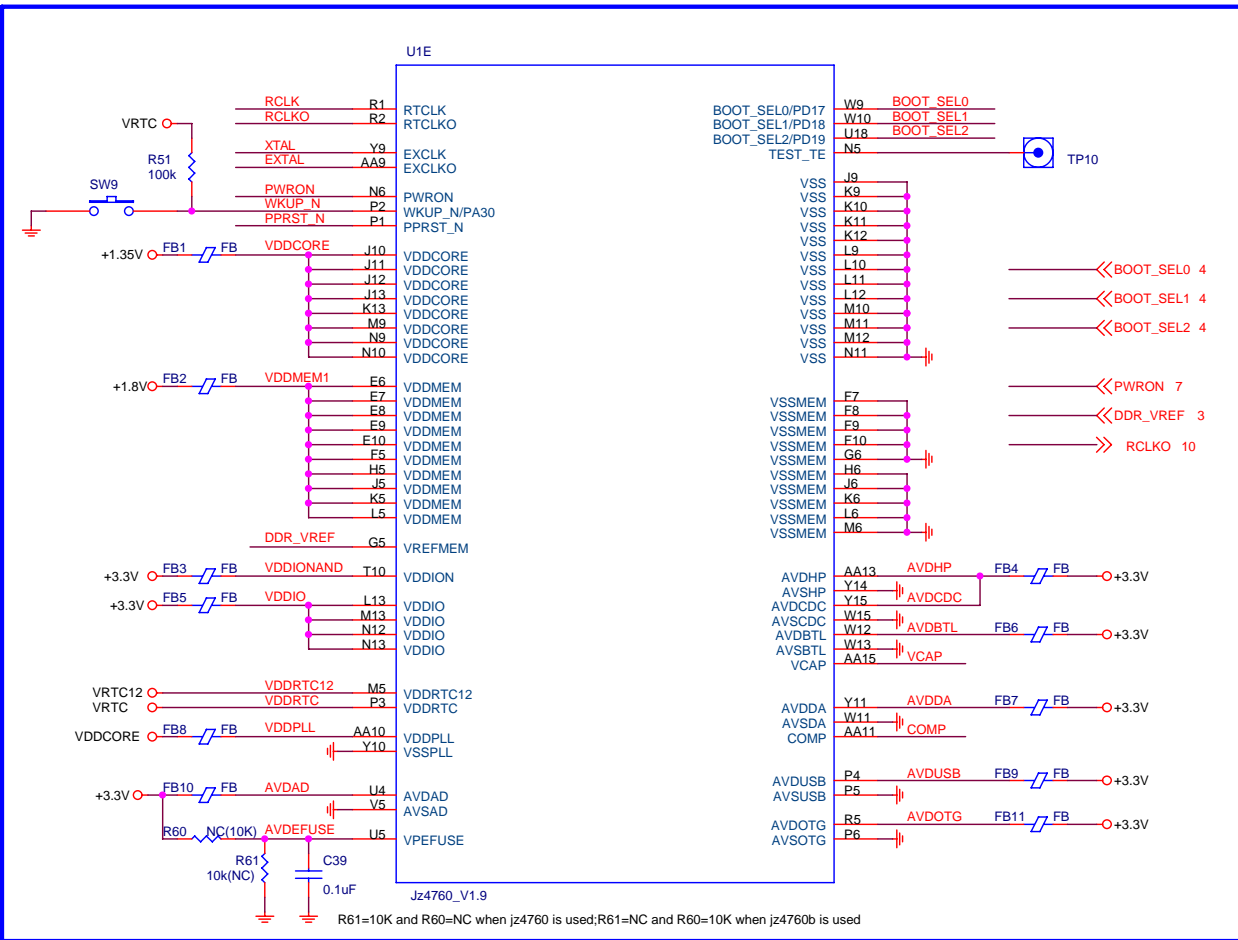 U1E
RCLK R1 RTCLK
RCLKO R2 RTCLKO
VRTC
XTAL Y9 EXCLK
EXTAL AA9 EXCLKO
R51
100k
SW9
PWRON N6 PWRON
WKUP_N P2 WKUP_N/PA30
PPRST_N P1 PPRST_N
+1.35V FB1 FB VDDCORE J10 VDDCORE
J11 VDDCORE
J12 VDDCORE
J13 VDDCORE
K13 VDDCORE
M9 VDDCORE
N9 VDDCORE
N10 VDDCORE
+1.8V FB2 FB VDDMEM1 E6 VDDMEM
E7 VDDMEM
E8 VDDMEM
E9 VDDMEM
E10 VDDMEM
F5 VDDMEM
H5 VDDMEM
J5 VDDMEM
K5 VDDMEM
L5 VDDMEM
DDR_VREF G5 VREFMEM
+3.3V FB3 FB VDDIONAND T10 VDDION
+3.3V FB5 FB VDDIO L13 VDDIO
M13 VDDIO
N12 VDDIO
N13 VDDIO
VRTC12 VDDRTC12 M5 VDDRTC12
VRTC VDDRTC P3 VDDRTC
VDDCORE FB8 FB VDDPLL AA10 VDDPLL
Y10 VSSPLL
+3.3V FB10 FB AVDAD U4 AVDAD
V5 AVSAD
R60 NC(10K) AVDEFUSE U5 VPEFUSE
R61
10k(NC)
C39
0.1uF
BOOT_SEL0/PD17 W9 BOOT_SEL0
BOOT_SEL1/PD18 W10 BOOT_SEL1
BOOT_SEL2/PD19 U18 BOOT_SEL2
TEST_TE N5
TP10
VSS J9
VSS K9
VSS K10
VSS K11
VSS K12
VSS L9
VSS L10
VSS L11
VSS L12
VSS M10
VSS M11
VSS M12
VSS N11
BOOT_SEL0 4
BOOT_SEL1 4
BOOT_SEL2 4
PWRON 7
DDR_VREF 3
RCLKO 10
VSSMEM F7
VSSMEM F8
VSSMEM F9
VSSMEM F10
VSSMEM G6
VSSMEM H6
VSSMEM J6
VSSMEM K6
VSSMEM L6
VSSMEM M6
AVDHP AA13 AVDHP FB4 FB +3.3V
AVSHP Y14
AVDCDC Y15 AVDCDC
AVSCDC W15
AVDBTL W12 AVDBTL FB6 FB +3.3V
AVSBTL W13
VCAP AA15 VCAP
AVDDA Y11 AVDDA FB7 FB +3.3V
AVSDA W11
COMP AA11 COMP
AVDUSB P4 AVDUSB FB9 FB +3.3V
AVSUSB P5
AVDOTG R5 AVDOTG FB11 FB +3.3V
AVSOTG P6
Jz4760_V1.9
R61=10K and R60=NC when jz4760 is used;R61=NC and R60=10K when jz4760b is used